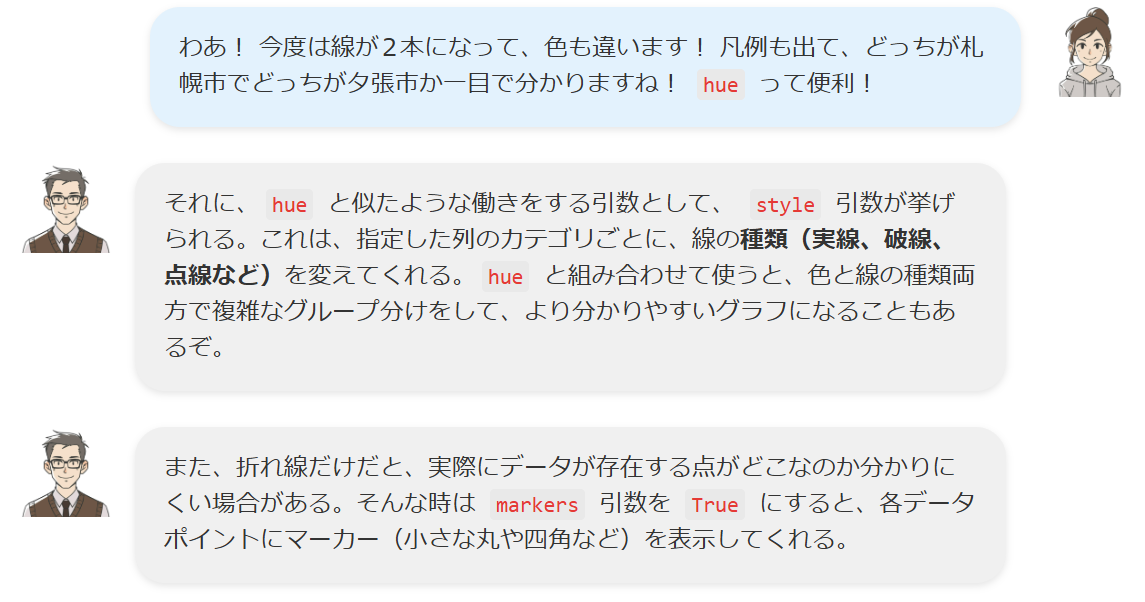 わあ！ 今度は線が２本になって、色も違います！ 凡例も出て、どっちが札
幌市でどっちが夕張市か一目で分かりますね！ hue って便利！
それに、 hue と似たような働きをする引数として、 style 引数が挙げ
られる。これは、指定した列のカテゴリごとに、線の種類（実線、破線、
点線など）を変えてくれる。 hue と組み合わせて使うと、色と線の種類両
方で複雑なグループ分けをして、より分かりやすいグラフになることもあ
るぞ。
また、折れ線だけだと、実際にデータが存在する点がどこなのか分かりに
くい場合がある。そんな時は markers 引数を True にすると、各データ
ポイントにマーカー（小さな丸や四角など）を表示してくれる。